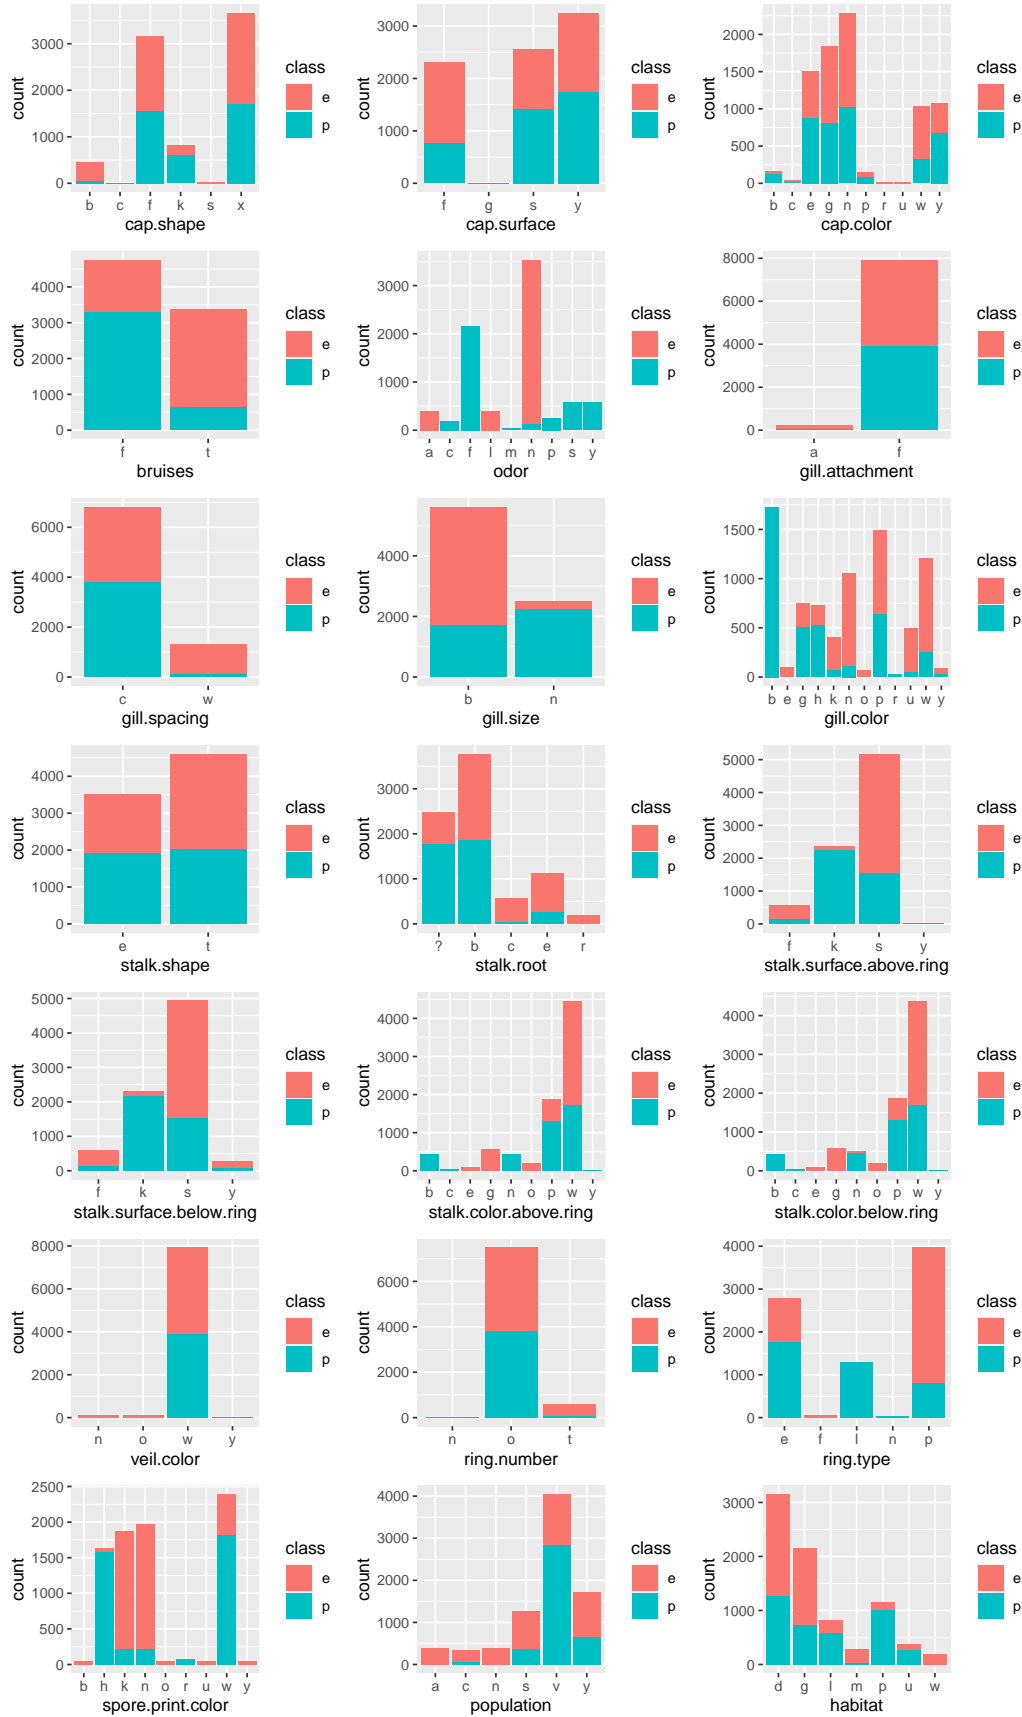 3000
2000
1000
0
count
b c f k s x
cap.shape
class
e
p
3000
2000
1000
0
count
f g s y
cap.surface
class
e
p
2000
1500
1000
500
0
count
b c e g n p r u w y
cap.color
class
e
p
4000
3000
2000
1000
0
count
f t
bruises
class
e
p
3000
2000
1000
0
count
a c f l m n p s y
odor
class
e
p
8000
6000
4000
2000
0
count
a f
gill.attachment
class
e
p
6000
4000
2000
0
count
c w
gill.spacing
class
e
p
4000
2000
0
count
b n
gill.size
class
e
p
1500
1000
500
0
count
b e g h k n o p r u w y
gill.color
class
e
p
4000
3000
2000
1000
0
count
e t
stalk.shape
class
e
p
3000
2000
1000
0
count
? b c e r
stalk.root
class
e
p
5000
4000
3000
2000
1000
0
count
f k s y
stalk.surface.above.ring
class
e
p
5000
4000
3000
2000
1000
0
count
f k s y
stalk.surface.below.ring
class
e
p
4000
3000
2000
1000
0
count
b c e g n o p w y
stalk.color.above.ring
class
e
p
4000
3000
2000
1000
0
count
b c e g n o p w y
stalk.color.below.ring
class
e
p
8000
6000
4000
2000
0
count
n o w y
veil.color
class
e
p
6000
4000
2000
0
count
n o t
ring.number
class
e
p
4000
3000
2000
1000
0
count
e f l n p
ring.type
class
e
p
2500
2000
1500
1000
500
0
count
b h k n o r u w y
spore.print.color
class
e
p
4000
3000
2000
1000
0
count
a c n s v y
population
class
e
p
3000
2000
1000
0
count
d g l m p u w
habitat
class
e
p